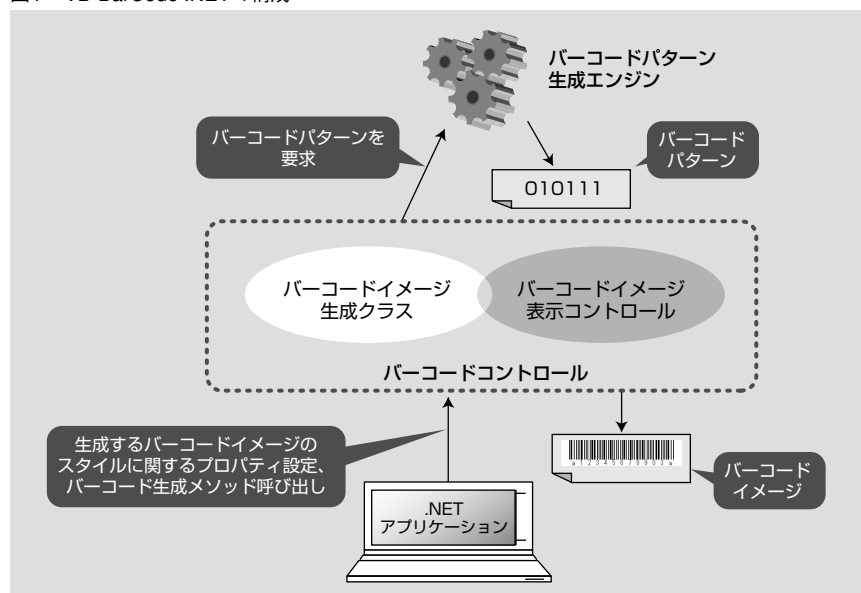 バーコードパターン
生成エンジン
バーコードパターンを
要求
バーコード
パターン
010111
バーコードイメージ
生成クラス
バーコードイメージ
表示コントロール
バーコードコントロール
生成するバーコードイメージの
スタイルに関するプロパティ設定、
バーコード生成メソッド呼び出し
.NET
アプリケーション
バーコード
イメージ